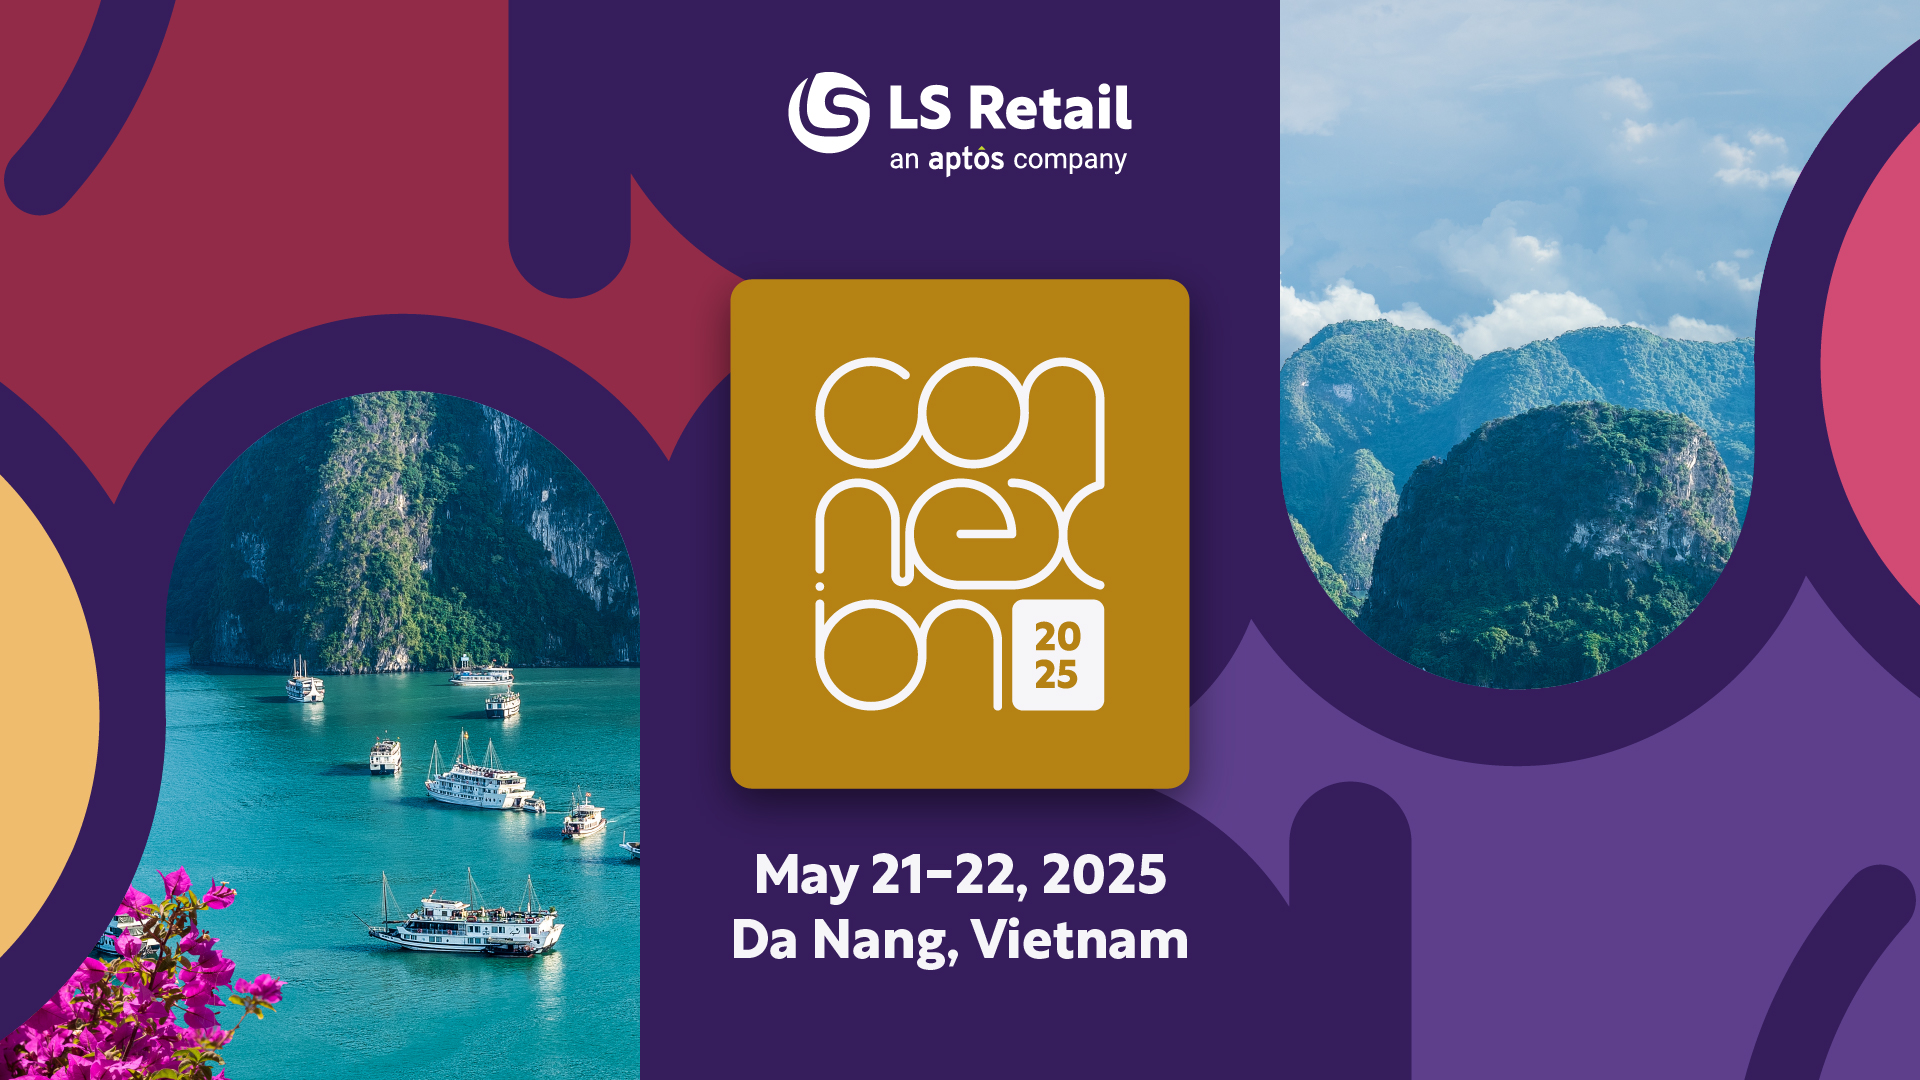 LS Retail
an aptos company
con
nex
ion
20
25
May 21–22, 2025
Da Nang, Vietnam